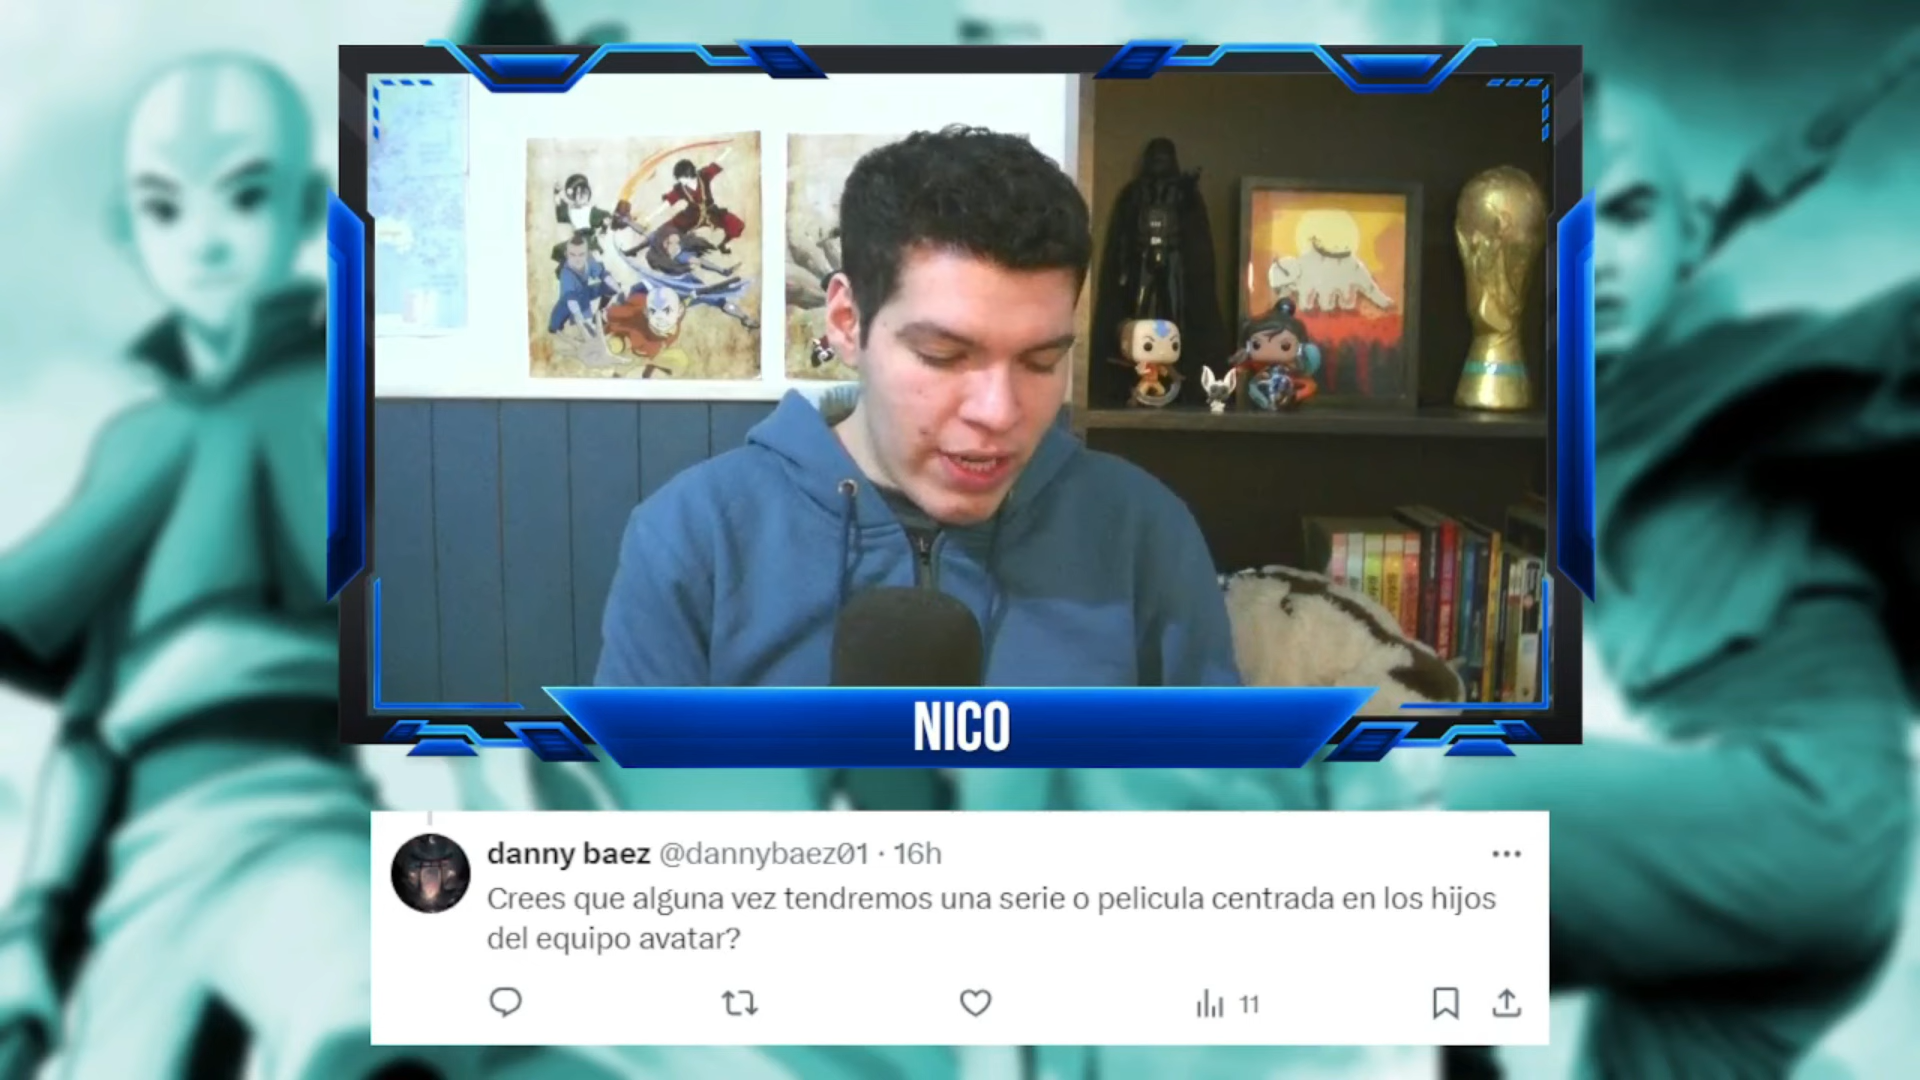 NICO
danny baez @dannybaez01 · 16h
Crees que alguna vez tendremos una serie o pelicula centrada en los hijos
del equipo avatar?
11